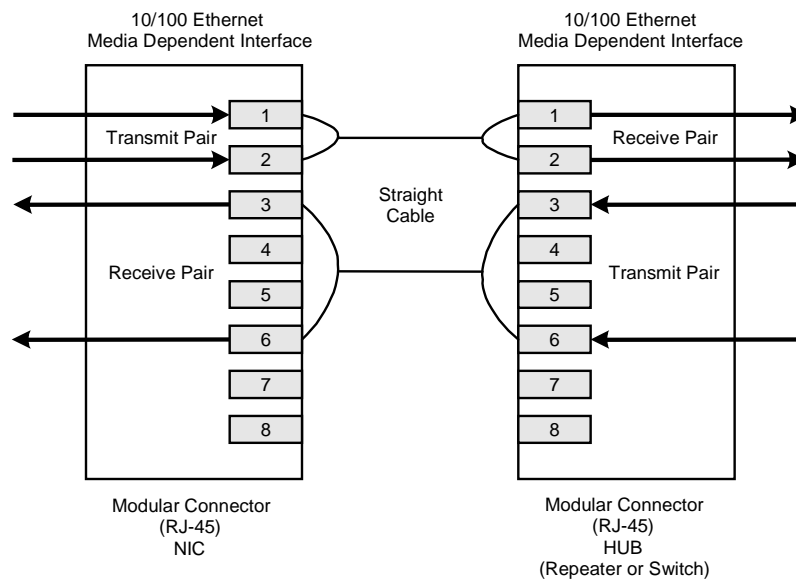 10/100 Ethernet
Media Dependent Interface
10/100 Ethernet
Media Dependent Interface
1
Transmit Pair
2
3
4
Receive Pair
5
6
7
8
Straight
Cable
1
Receive Pair
2
3
4
Transmit Pair
5
6
7
8
Modular Connector
(RJ-45)
NIC
Modular Connector
(RJ-45)
HUB
(Repeater or Switch)